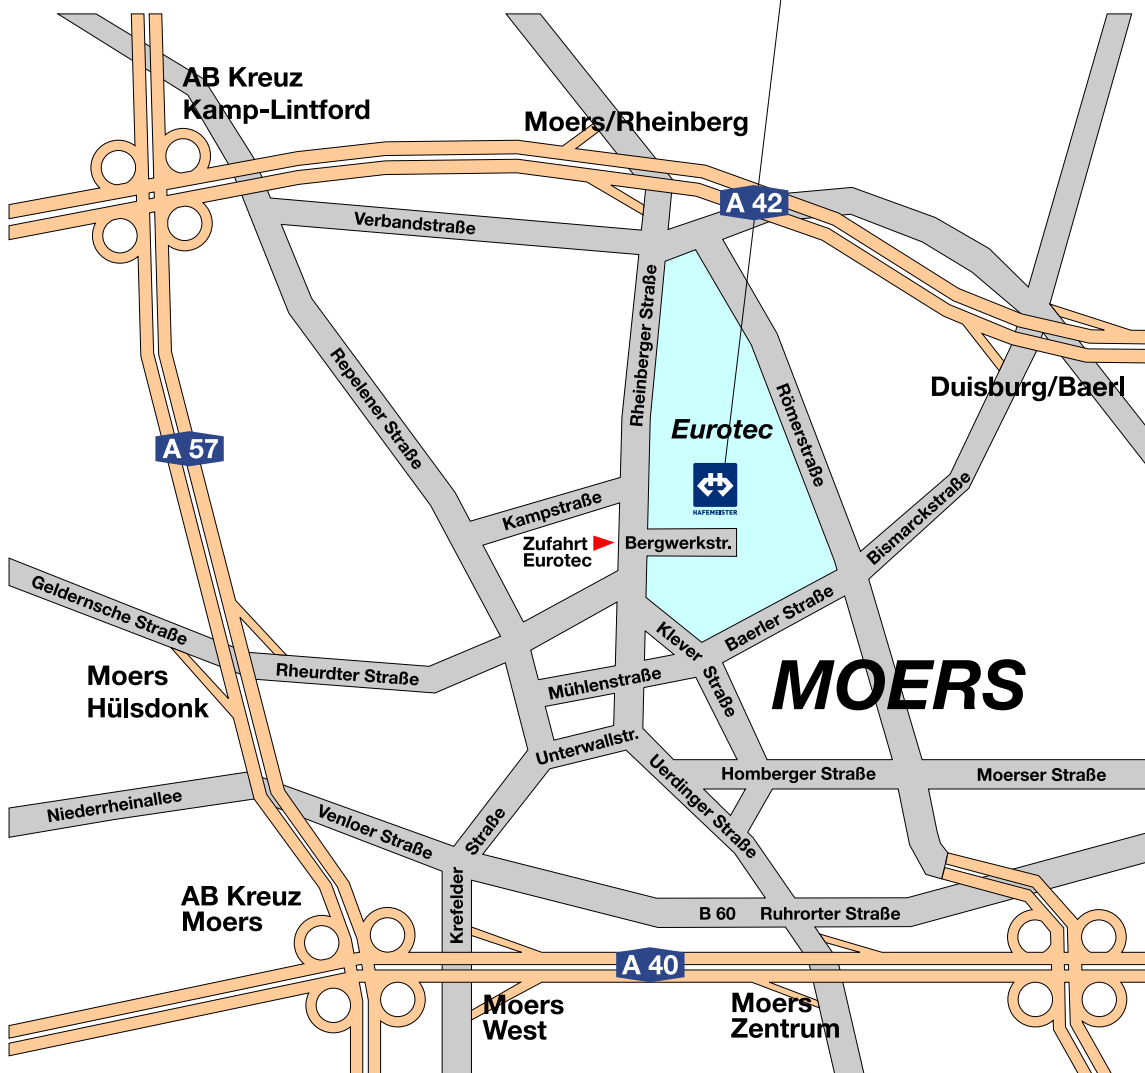 AB Kreuz
Kamp-Lintford
Moers/Rheinberg
A 42
Verbandstraße
Rheinberger Straße
Repelener Straße
Römerstraße
Duisburg/Baerl
Eurotec
A 57
HAFEMEISTER
Kampstraße
Bismarckstraße
Zufahrt
Eurotec
Bergwerkstr.
Geldernsche Straße
Baerler Straße
Klever Straße
Rheurdter Straße
Mühlenstraße
Moers
Hülsdonk
MOERS
Unterwallstr.
Uerdinger Straße
Homberger Straße
Moerser Straße
Niederrheinallee
Venloer Straße
Krefelder Straße
AB Kreuz
Moers
B 60
Ruhrorter Straße
A 40
Moers
West
Moers
Zentrum